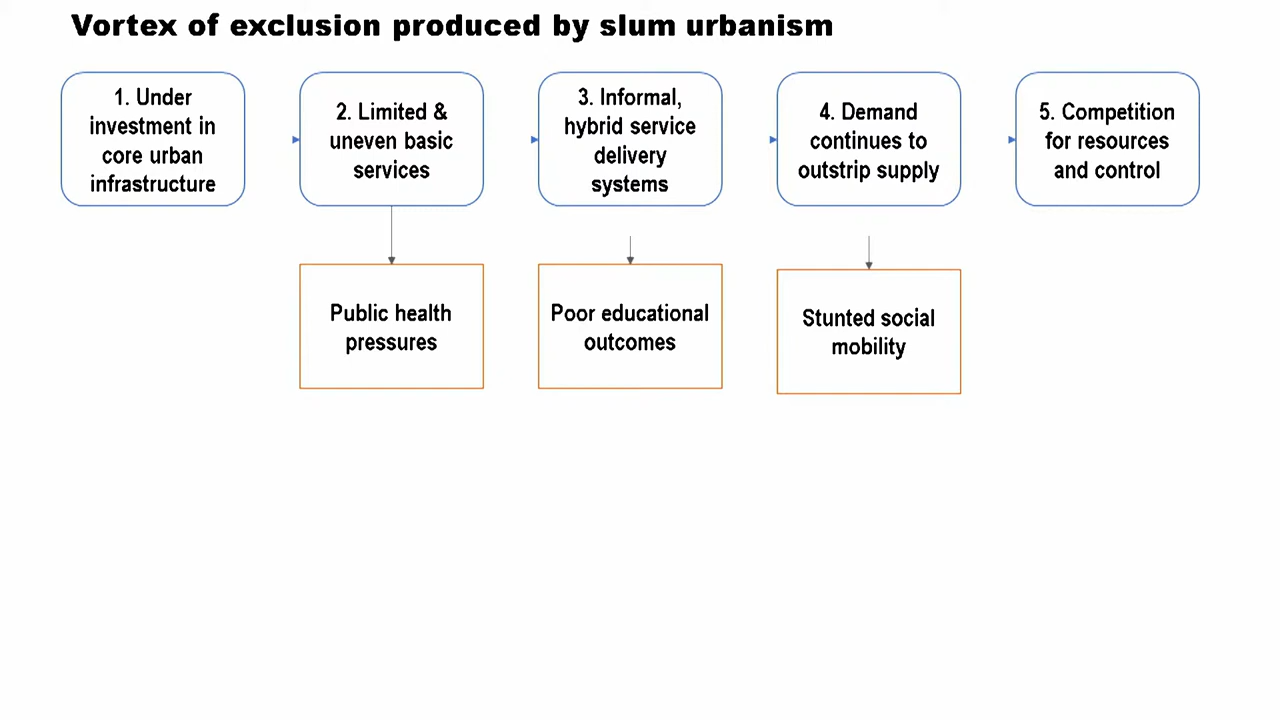 Vortex of exclusion produced by slum urbanism
1. Under
investment in
core urban
infrastructure
2. Limited &
uneven basic
services
3. Informal,
hybrid service
delivery
systems
4. Demand
continues to
outstrip supply
5. Competition
for resources
and control
Public health
pressures
Poor educational
outcomes
Stunted social
mobility